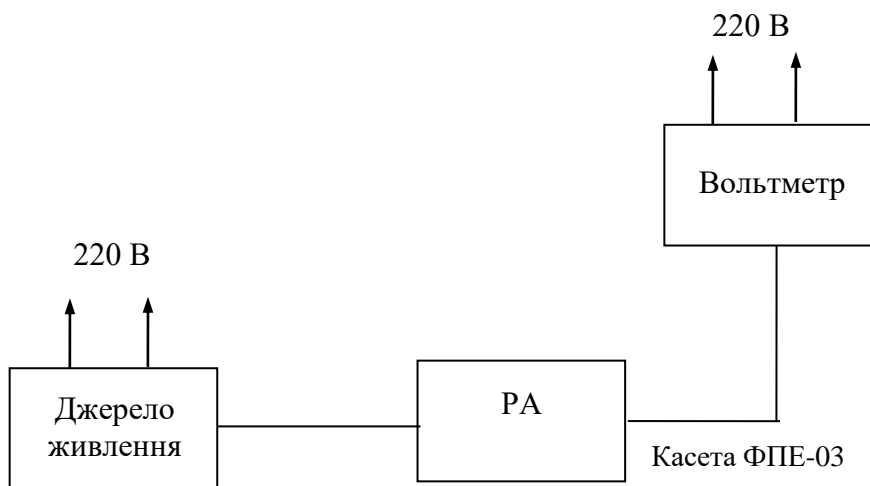 220 В
Вольтметр
220 В
Джерело
живлення
РА
Касета ФПЕ-03